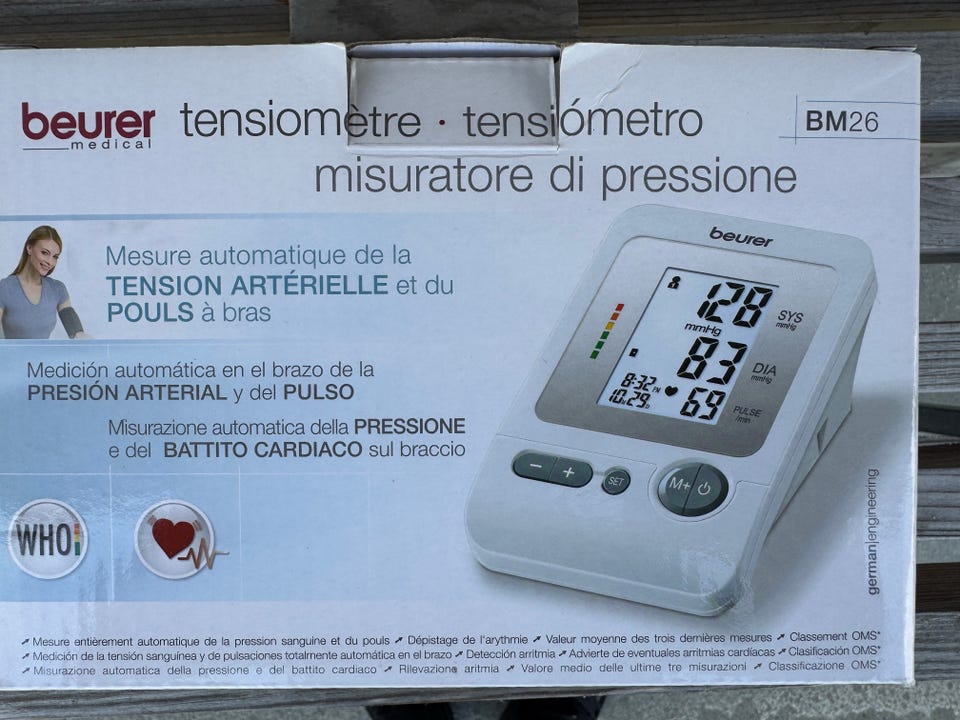 beurer
medical
tensiomètre · tensiómetro
BM26
misuratore di pressione
Mesure automatique de la
TENSION ARTÉRIELLE et du
POULS à bras
Medición automática en el brazo de la
PRESIÓN ARTERIAL y del PULSO
Misurazione automatica della PRESSIONE
e del BATTITO CARDIACO sul braccio
WHO
beurer
128
SYS
mmHg
mmHg
83
DIA
mmHg
8:32 PM
10.29.
69
PULSE
/min
− +
SET
M+
german|engineering
Mesure entièrement automatique de la pression sanguine et du pouls Dépistage de l'arythmie Valeur moyenne des trois dernières mesures Classement OMS*
Medición de la tensión sanguínea y de pulsaciones totalmente automática en el brazo Detección arritmia Advierte de eventuales arritmias cardíacas Clasificación OMS*
Misurazione automatica della pressione e del battito cardiaco Rilevazione aritmia Valore medio delle ultime tre misurazioni Classificazione OMS*